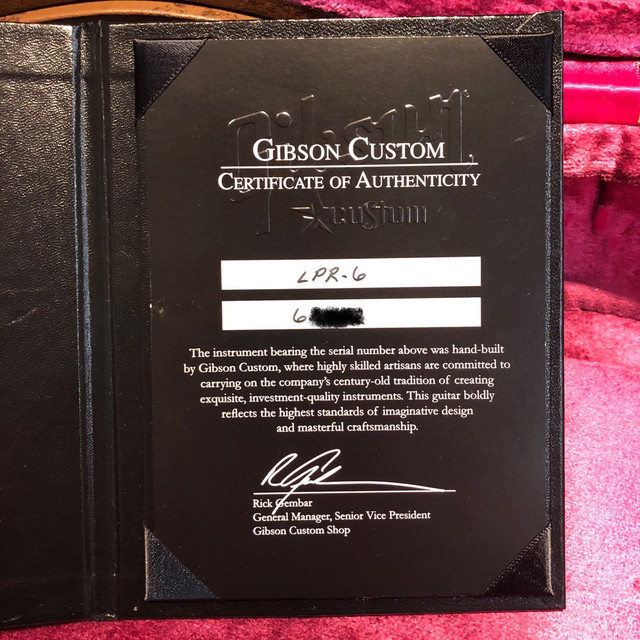 Gibson
GIBSON CUSTOM
CERTIFICATE OF AUTHENTICITY
Custom
LPR-6
6
The instrument bearing the serial number above was hand-built
by Gibson Custom, where highly skilled artisans are committed to
carrying on the company's century-old tradition of creating
exquisite, investment-quality instruments. This guitar boldly
reflects the highest standards of imaginative design
and masterful craftsmanship.
Rick Gembar
General Manager, Senior Vice President
Gibson Custom Shop